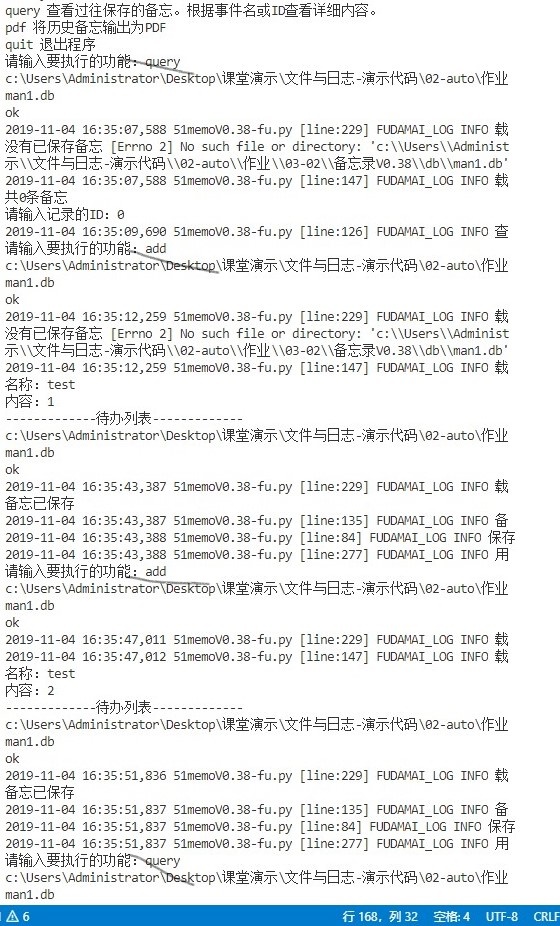 query 查看过往保存的备忘。根据事件名或ID查看详细内容。
pdf 将历史备忘输出为PDF
quit 退出程序
请输入要执行的功能：query
c:\Users\Administrator\Desktop\课堂演示\文件与日志-演示代码\02-auto\作业
man1.db
ok
2019-11-04 16:35:07,588 51memoV0.38-fu.py [line:229] FUDAMAI_LOG INFO 载
没有已保存备忘 [Errno 2] No such file or directory: 'c:\\Users\\Administ
示\\文件与日志-演示代码\\02-auto\\作业\\03-02\\备忘录V0.38\\db\\man1.db'
2019-11-04 16:35:07,588 51memoV0.38-fu.py [line:147] FUDAMAI_LOG INFO 载
共0条备忘
请输入记录的ID：0
2019-11-04 16:35:09,690 51memoV0.38-fu.py [line:126] FUDAMAI_LOG INFO 查
请输入要执行的功能：add
c:\Users\Administrator\Desktop\课堂演示\文件与日志-演示代码\02-auto\作业
man1.db
ok
2019-11-04 16:35:12,259 51memoV0.38-fu.py [line:229] FUDAMAI_LOG INFO 载
没有已保存备忘 [Errno 2] No such file or directory: 'c:\\Users\\Administ
示\\文件与日志-演示代码\\02-auto\\作业\\03-02\\备忘录V0.38\\db\\man1.db'
2019-11-04 16:35:12,259 51memoV0.38-fu.py [line:147] FUDAMAI_LOG INFO 载
名称：test
内容：1
-------------待办列表-------------
c:\Users\Administrator\Desktop\课堂演示\文件与日志-演示代码\02-auto\作业
man1.db
ok
2019-11-04 16:35:43,387 51memoV0.38-fu.py [line:229] FUDAMAI_LOG INFO 载
备忘已保存
2019-11-04 16:35:43,387 51memoV0.38-fu.py [line:135] FUDAMAI_LOG INFO 备
2019-11-04 16:35:43,388 51memoV0.38-fu.py [line:84] FUDAMAI_LOG INFO 保存
2019-11-04 16:35:43,388 51memoV0.38-fu.py [line:277] FUDAMAI_LOG INFO 用
请输入要执行的功能：add
c:\Users\Administrator\Desktop\课堂演示\文件与日志-演示代码\02-auto\作业
man1.db
ok
2019-11-04 16:35:47,011 51memoV0.38-fu.py [line:229] FUDAMAI_LOG INFO 载
2019-11-04 16:35:47,012 51memoV0.38-fu.py [line:147] FUDAMAI_LOG INFO 载
名称：test
内容：2
-------------待办列表-------------
c:\Users\Administrator\Desktop\课堂演示\文件与日志-演示代码\02-auto\作业
man1.db
ok
2019-11-04 16:35:51,836 51memoV0.38-fu.py [line:229] FUDAMAI_LOG INFO 载
备忘已保存
2019-11-04 16:35:51,837 51memoV0.38-fu.py [line:135] FUDAMAI_LOG INFO 备
2019-11-04 16:35:51,837 51memoV0.38-fu.py [line:84] FUDAMAI_LOG INFO 保存
2019-11-04 16:35:51,837 51memoV0.38-fu.py [line:277] FUDAMAI_LOG INFO 用
请输入要执行的功能：query
c:\Users\Administrator\Desktop\课堂演示\文件与日志-演示代码\02-auto\作业
man1.db
6 行 168，列 32 空格: 4 UTF-8 CRLF